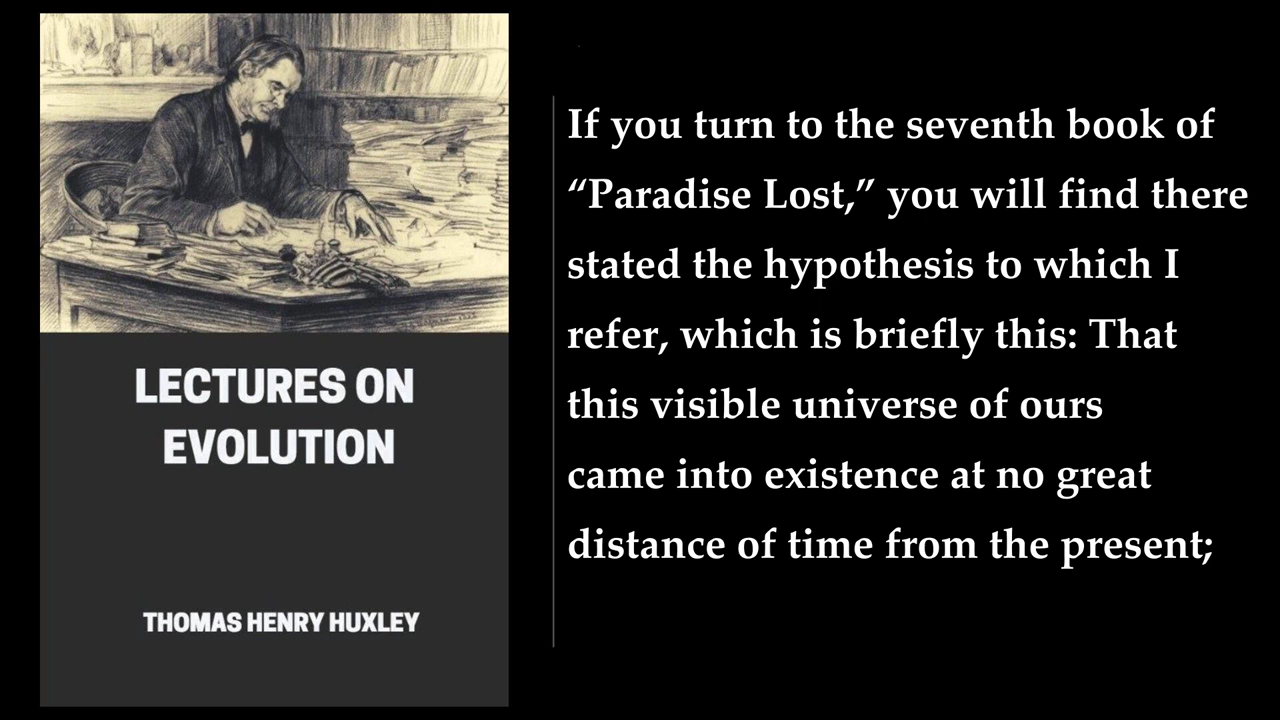 LECTURES ON
EVOLUTION
THOMAS HENRY HUXLEY
If you turn to the seventh book of
“Paradise Lost,” you will find there
stated the hypothesis to which I
refer, which is briefly this: That
this visible universe of ours
came into existence at no great
distance of time from the present;